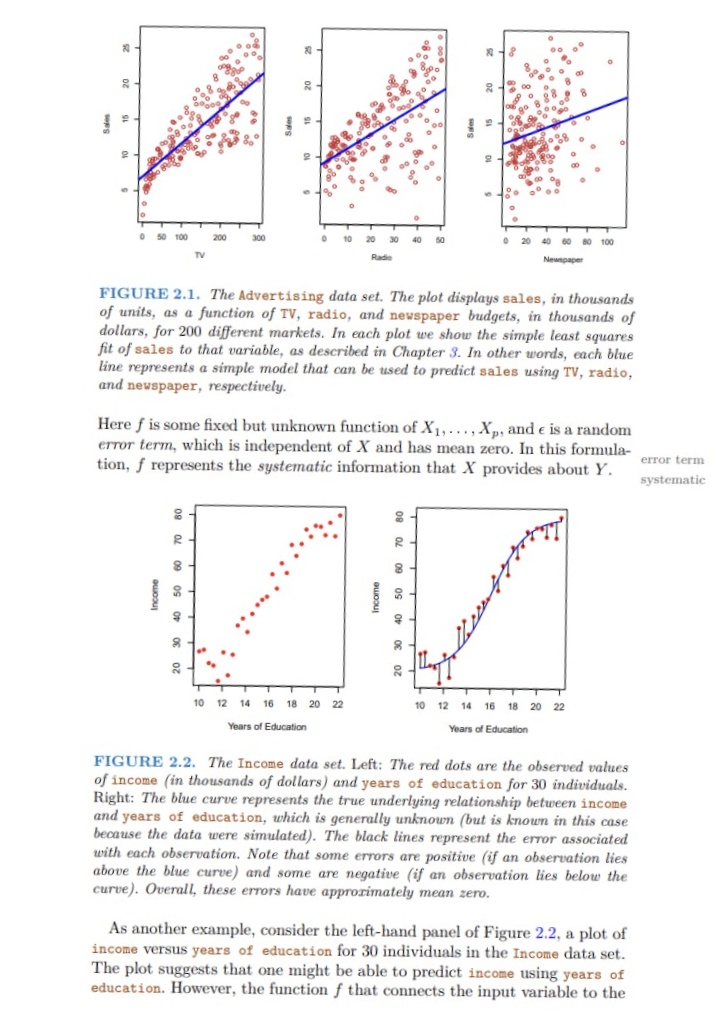 Sales
5 10 15 20 25
0 50 100 200 300
TV
Sales
5 10 15 20 25
0 10 20 30 40 50
Radio
Sales
5 10 15 20 25
0 20 40 60 80 100
Newspaper
FIGURE 2.1. The Advertising data set. The plot displays sales, in thousands
of units, as a function of TV, radio, and newspaper budgets, in thousands of
dollars, for 200 different markets. In each plot we show the simple least squares
fit of sales to that variable, as described in Chapter 3. In other words, each blue
line represents a simple model that can be used to predict sales using TV, radio,
and newspaper, respectively.
Here f is some fixed but unknown function of X₁, . . . , Xₚ, and ϵ is a random
error term, which is independent of X and has mean zero. In this formula-
tion, f represents the systematic information that X provides about Y.
error term
systematic
Income
20 30 40 50 60 70 80
10 12 14 16 18 20 22
Years of Education
Income
20 30 40 50 60 70 80
10 12 14 16 18 20 22
Years of Education
FIGURE 2.2. The Income data set. Left: The red dots are the observed values
of income (in thousands of dollars) and years of education for 30 individuals.
Right: The blue curve represents the true underlying relationship between income
and years of education, which is generally unknown (but is known in this case
because the data were simulated). The black lines represent the error associated
with each observation. Note that some errors are positive (if an observation lies
above the blue curve) and some are negative (if an observation lies below the
curve). Overall, these errors have approximately mean zero.
As another example, consider the left-hand panel of Figure 2.2, a plot of
income versus years of education for 30 individuals in the Income data set.
The plot suggests that one might be able to predict income using years of
education. However, the function f that connects the input variable to the